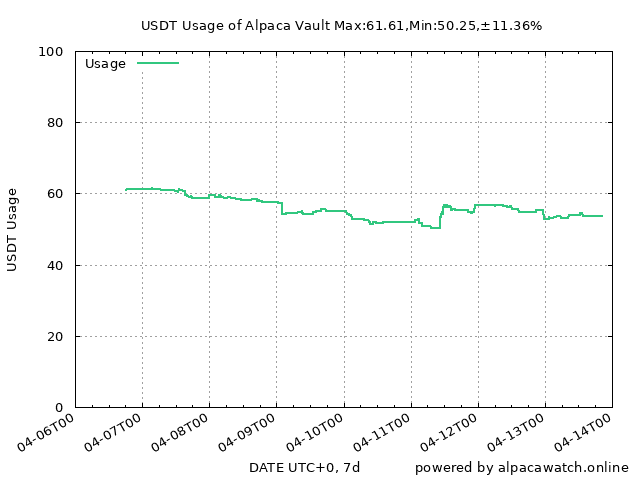 USDT Usage of Alpaca Vault Max:61.61,Min:50.25,±11.36%
100
Usage
80
60
40
20
0
USDT Usage
04-06T00
04-07T00
04-08T00
04-09T00
04-10T00
04-11T00
04-12T00
04-13T00
04-14T00
DATE UTC+0, 7d
powered by alpacawatch.online